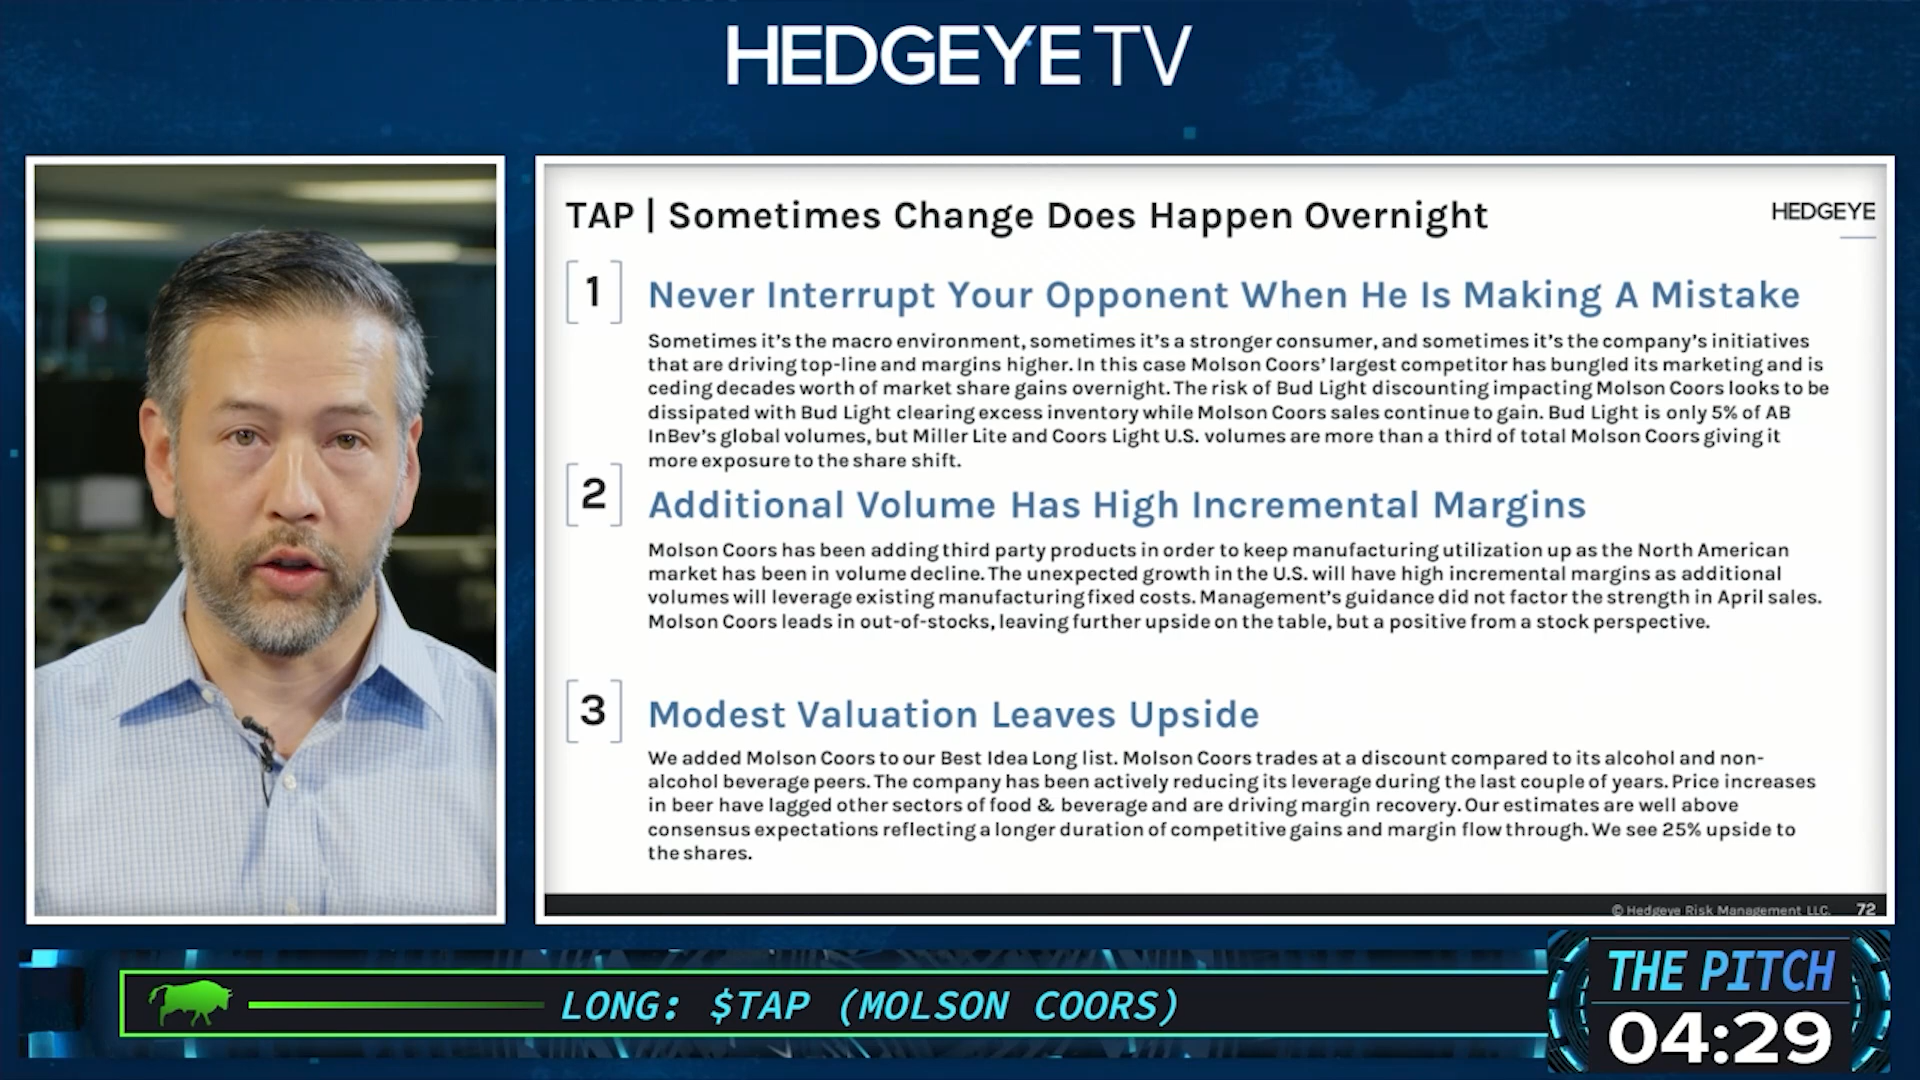 HEDGEYE TV
TAP | Sometimes Change Does Happen Overnight
HEDGEYE
[1] Never Interrupt Your Opponent When He Is Making A Mistake
Sometimes it's the macro environment, sometimes it's a stronger consumer, and sometimes it's the company's initiatives
that are driving top-line and margins higher. In this case Molson Coors' largest competitor has bungled its marketing and is
ceding decades worth of market share gains overnight. The risk of Bud Light discounting impacting Molson Coors looks to be
dissipated with Bud Light clearing excess inventory while Molson Coors sales continue to gain. Bud Light is only 5% of AB
InBev's global volumes, but Miller Lite and Coors Light U.S. volumes are more than a third of total Molson Coors giving it
more exposure to the share shift.
[2] Additional Volume Has High Incremental Margins
Molson Coors has been adding third party products in order to keep manufacturing utilization up as the North American
market has been in volume decline. The unexpected growth in the U.S. will have high incremental margins as additional
volumes will leverage existing manufacturing fixed costs. Management's guidance did not factor the strength in April sales.
Molson Coors leads in out-of-stocks, leaving further upside on the table, but a positive from a stock perspective.
[3] Modest Valuation Leaves Upside
We added Molson Coors to our Best Idea Long list. Molson Coors trades at a discount compared to its alcohol and non-
alcohol beverage peers. The company has been actively reducing its leverage during the last couple of years. Price increases
in beer have lagged other sectors of food & beverage and are driving margin recovery. Our estimates are well above
consensus expectations reflecting a longer duration of competitive gains and margin flow through. We see 25% upside to
the shares.
© Hedgeye Risk Management LLC. 72
LONG: $TAP (MOLSON COORS)
THE PITCH
04:29